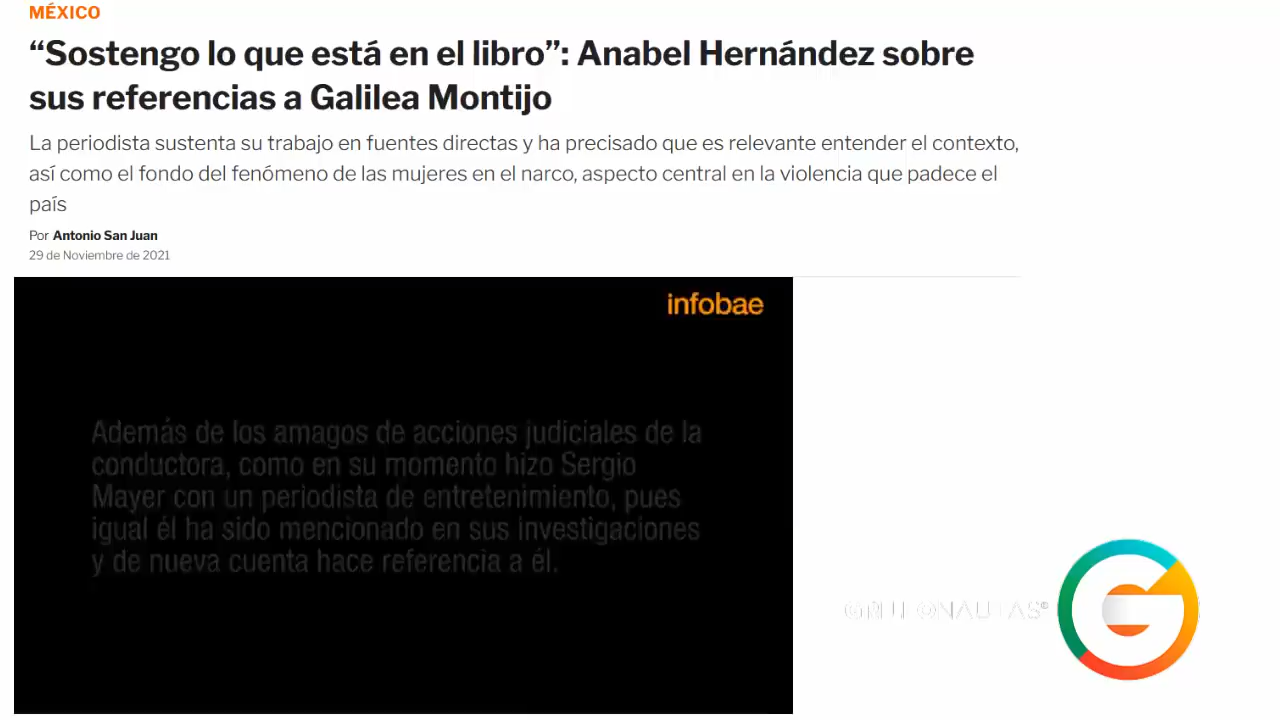 MÉXICO
“Sostengo lo que está en el libro”: Anabel Hernández sobre
sus referencias a Galilea Montijo
La periodista sustenta su trabajo en fuentes directas y ha precisado que es relevante entender el contexto,
así como el fondo del fenómeno de las mujeres en el narco, aspecto central en la violencia que padece el
país
Por Antonio San Juan
29 de Noviembre de 2021
infobae
Además de los amagos de acciones judiciales de la
conductora, como en su momento hizo Sergio
Mayer con un periodista de entretenimiento, pues
igual él ha sido mencionado en sus investigaciones
y de nueva cuenta hace referencia a él.
GRILLONAUTAS®